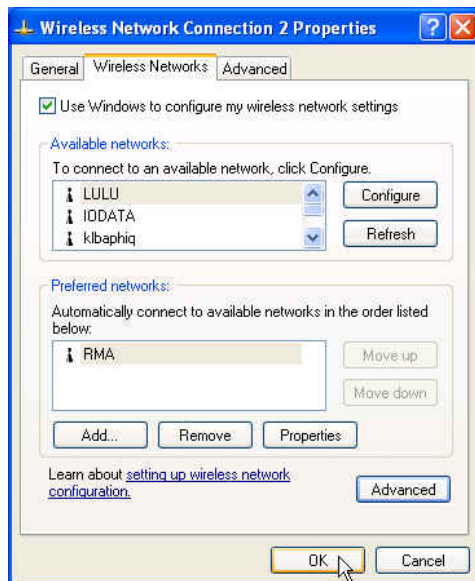 Wireless Network Connection 2 Properties
General Wireless Networks Advanced
Use Windows to configure my wireless network settings
Available networks:
To connect to an available network, click Configure.
LULU
IODATA
klbaphiq
Configure
Refresh
Preferred networks:
Automatically connect to available networks in the order listed
below:
RMA
Move up
Move down
Add... Remove Properties
Learn about setting up wireless network
configuration.
Advanced
OK Cancel